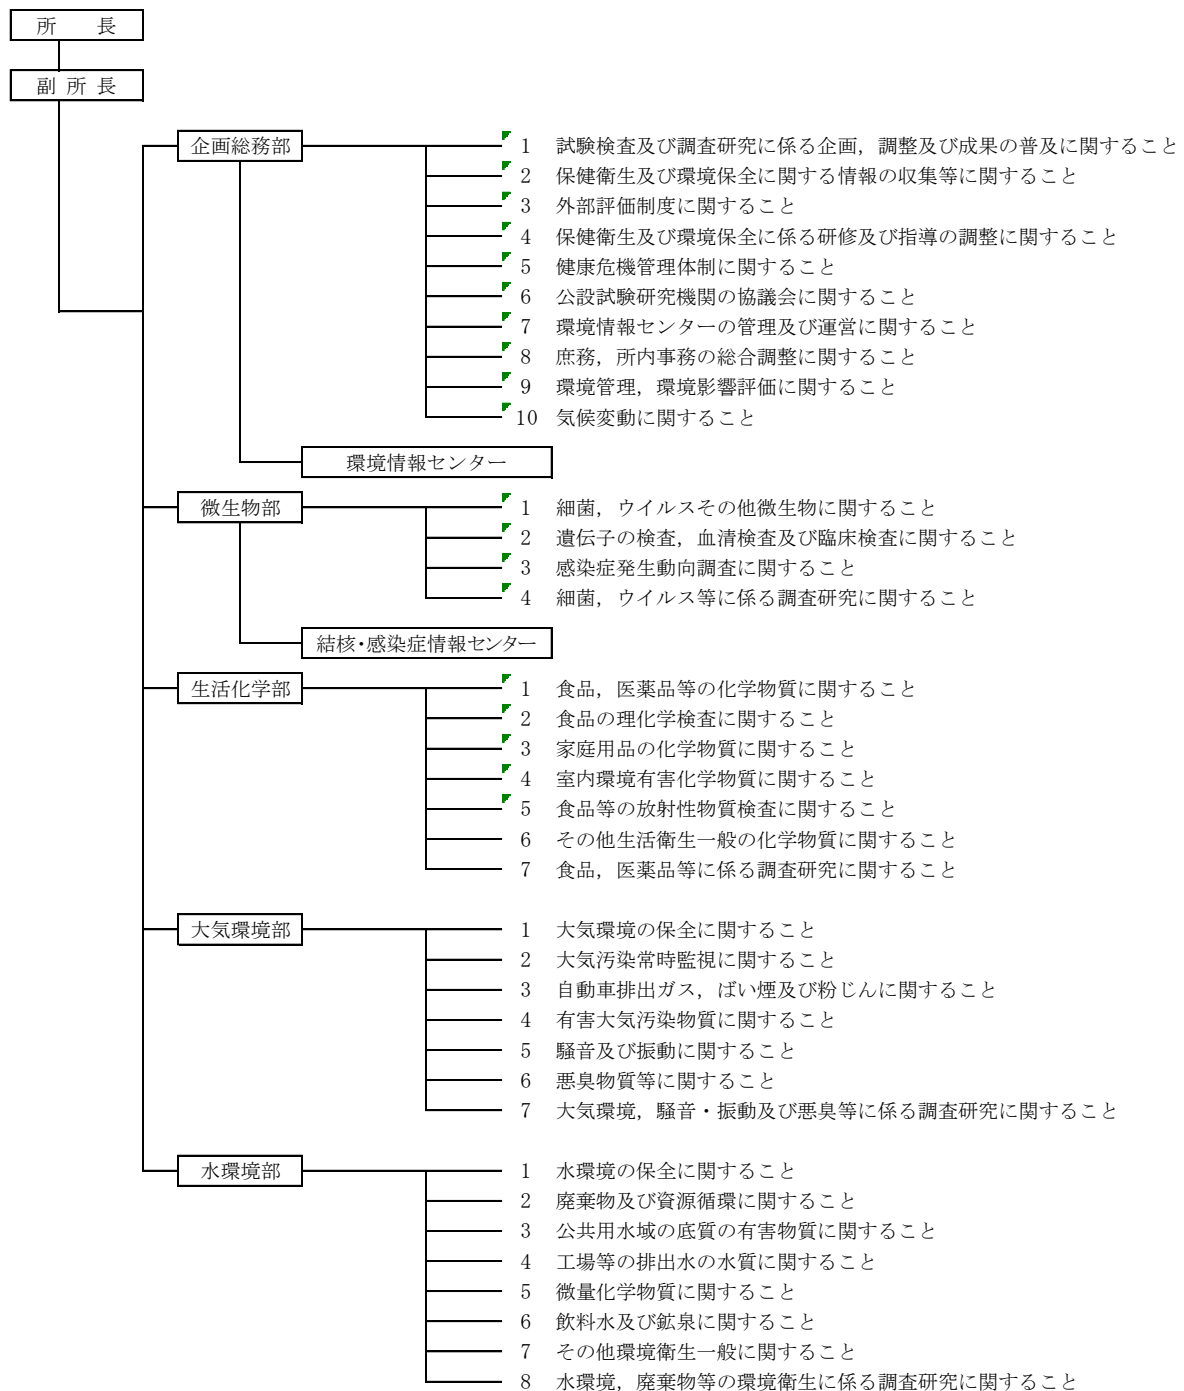 所　　長
副 所 長
企画総務部
1　試験検査及び調査研究に係る企画，調整及び成果の普及に関すること
2　保健衛生及び環境保全に関する情報の収集等に関すること
3　外部評価制度に関すること
4　保健衛生及び環境保全に係る研修及び指導の調整に関すること
5　健康危機管理体制に関すること
6　公設試験研究機関の協議会に関すること
7　環境情報センターの管理及び運営に関すること
8　庶務，所内事務の総合調整に関すること
9　環境管理，環境影響評価に関すること
10　気候変動に関すること
環境情報センター
微生物部
1　細菌，ウイルスその他微生物に関すること
2　遺伝子の検査，血清検査及び臨床検査に関すること
3　感染症発生動向調査に関すること
4　細菌，ウイルス等に係る調査研究に関すること
結核・感染症情報センター
生活化学部
1　食品，医薬品等の化学物質に関すること
2　食品の理化学検査に関すること
3　家庭用品の化学物質に関すること
4　室内環境有害化学物質に関すること
5　食品等の放射性物質検査に関すること
6　その他生活衛生一般の化学物質に関すること
7　食品，医薬品等に係る調査研究に関すること
大気環境部
1　大気環境の保全に関すること
2　大気汚染常時監視に関すること
3　自動車排出ガス，ばい煙及び粉じんに関すること
4　有害大気汚染物質に関すること
5　騒音及び振動に関すること
6　悪臭物質等に関すること
7　大気環境，騒音・振動及び悪臭等に係る調査研究に関すること
水環境部
1　水環境の保全に関すること
2　廃棄物及び資源循環に関すること
3　公共用水域の底質の有害物質に関すること
4　工場等の排出水の水質に関すること
5　微量化学物質に関すること
6　飲料水及び鉱泉に関すること
7　その他環境衛生一般に関すること
8　水環境，廃棄物等の環境衛生に係る調査研究に関すること